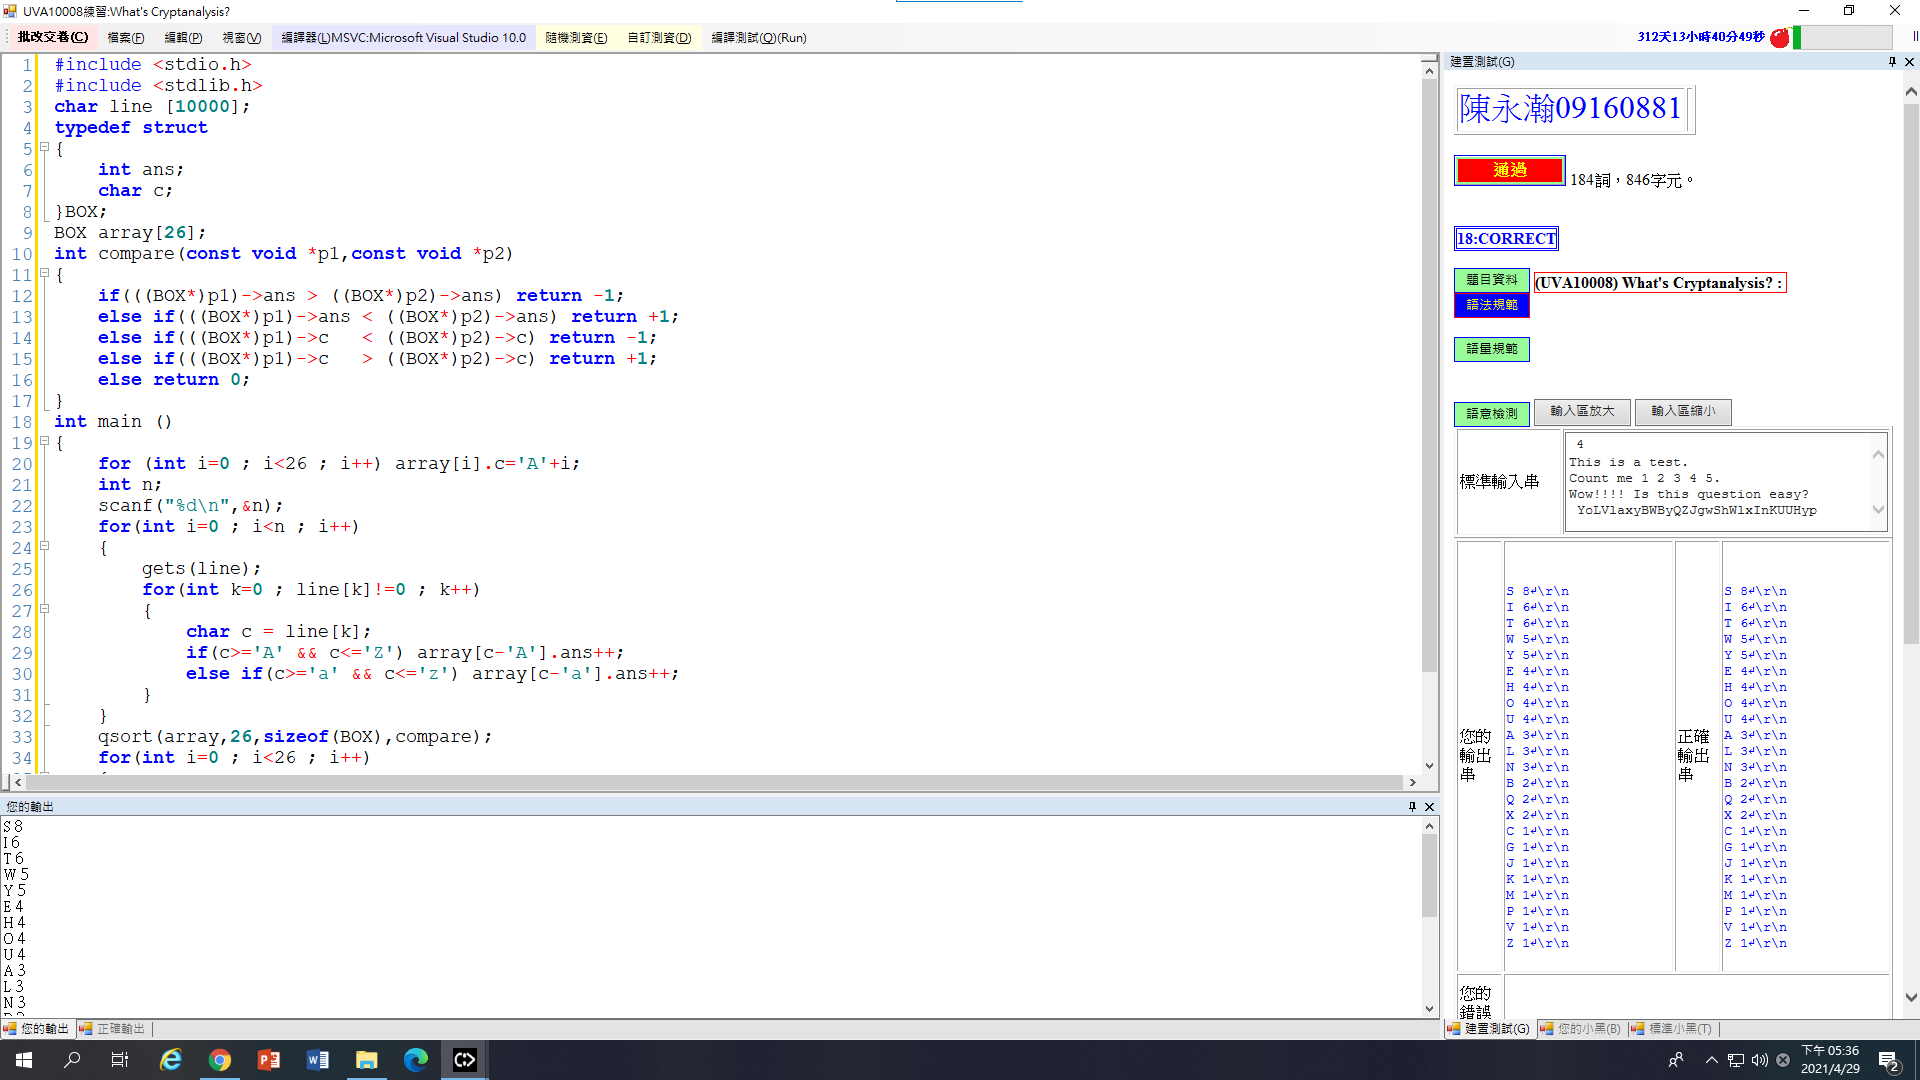 UVA10008練習:What's Cryptanalysis?
批改交卷(C) 檔案(F) 編輯(P) 視窗(V) 編譯器(L)MSVC:Microsoft Visual Studio 10.0 隨機測資(E) 自訂測資(D) 編譯測試(Q)(Run)
312天13小時40分49秒
1 #include <stdio.h>
2 #include <stdlib.h>
3 char line [10000];
4 typedef struct
5 {
6 int ans;
7 char c;
8 }BOX;
9 BOX array[26];
10 int compare(const void *p1,const void *p2)
11 {
12 if(((BOX*)p1)->ans > ((BOX*)p2)->ans) return -1;
13 else if(((BOX*)p1)->ans < ((BOX*)p2)->ans) return +1;
14 else if(((BOX*)p1)->c   < ((BOX*)p2)->c) return -1;
15 else if(((BOX*)p1)->c   > ((BOX*)p2)->c) return +1;
16 else return 0;
17 }
18 int main ()
19 {
20 for (int i=0 ; i<26 ; i++) array[i].c='A'+i;
21 int n;
22 scanf("%d\n",&n);
23 for(int i=0 ; i<n ; i++)
24 {
25 gets(line);
26 for(int k=0 ; line[k]!=0 ; k++)
27 {
28 char c = line[k];
29 if(c>='A' && c<='Z') array[c-'A'].ans++;
30 else if(c>='a' && c<='z') array[c-'a'].ans++;
31 }
32 }
33 qsort(array,26,sizeof(BOX),compare);
34 for(int i=0 ; i<26 ; i++)
您的輸出
S 8
I 6
T 6
W 5
Y 5
E 4
H 4
O 4
U 4
A 3
L 3
N 3
您的輸出 正確輸出
建置測試(G)
陳永瀚09160881
通過 184詞，846字元。
18:CORRECT
題目資料 (UVA10008) What's Cryptanalysis? :
語法規範
語量規範
語意檢測 輸入區放大 輸入區縮小
標準輸入串
4
This is a test.
Count me 1 2 3 4 5.
Wow!!!! Is this question easy?
YoLVlaxyBWByQZJgwShWlxInKUUHyp
您的輸出串
S 8↵\r\n
I 6↵\r\n
T 6↵\r\n
W 5↵\r\n
Y 5↵\r\n
E 4↵\r\n
H 4↵\r\n
O 4↵\r\n
U 4↵\r\n
A 3↵\r\n
L 3↵\r\n
N 3↵\r\n
B 2↵\r\n
Q 2↵\r\n
X 2↵\r\n
C 1↵\r\n
G 1↵\r\n
J 1↵\r\n
K 1↵\r\n
M 1↵\r\n
P 1↵\r\n
V 1↵\r\n
Z 1↵\r\n
正確輸出串
S 8↵\r\n
I 6↵\r\n
T 6↵\r\n
W 5↵\r\n
Y 5↵\r\n
E 4↵\r\n
H 4↵\r\n
O 4↵\r\n
U 4↵\r\n
A 3↵\r\n
L 3↵\r\n
N 3↵\r\n
B 2↵\r\n
Q 2↵\r\n
X 2↵\r\n
C 1↵\r\n
G 1↵\r\n
J 1↵\r\n
K 1↵\r\n
M 1↵\r\n
P 1↵\r\n
V 1↵\r\n
Z 1↵\r\n
您的錯誤
建置測試(G) 您的小黑(B) 標準小黑(T)
下午 05:36
2021/4/29
2